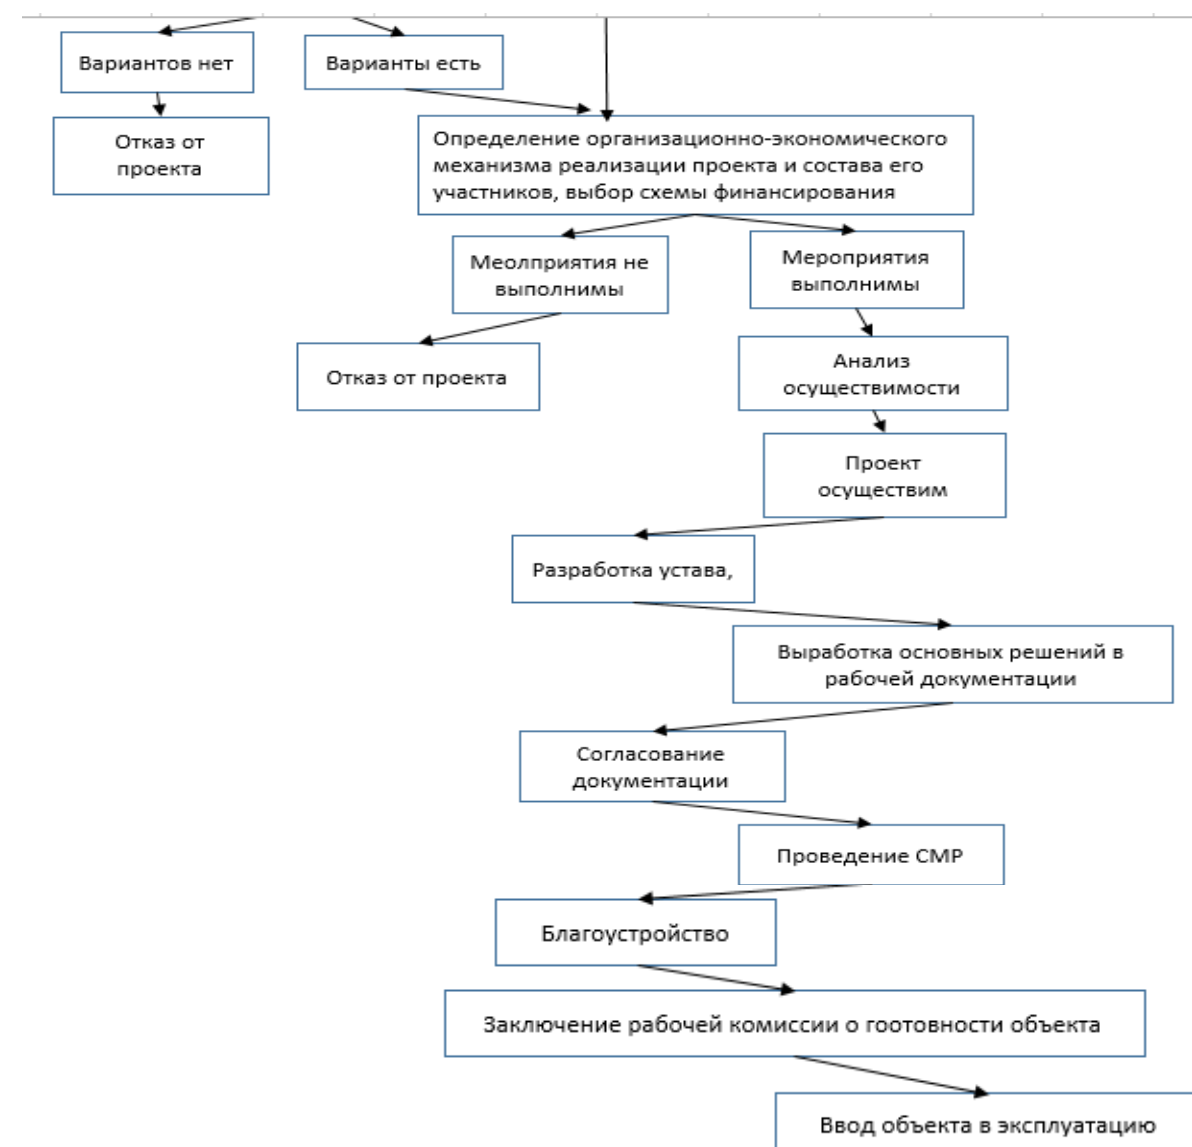 Вариантов нет
Варианты есть
Отказ от
проекта
Определение организационно-экономического
механизма реализации проекта и состава его
участников, выбор схемы финансирования
Меолприятия не
выполнимы
Мероприятия
выполнимы
Отказ от проекта
Анализ
осуществимости
Проект
осуществим
Разработка устава,
Выработка основных решений в
рабочей документации
Согласование
документации
Проведение СМР
Благоустройство
Заключение рабочей комиссии о гоотовности объекта
Ввод объекта в эксплуатацию